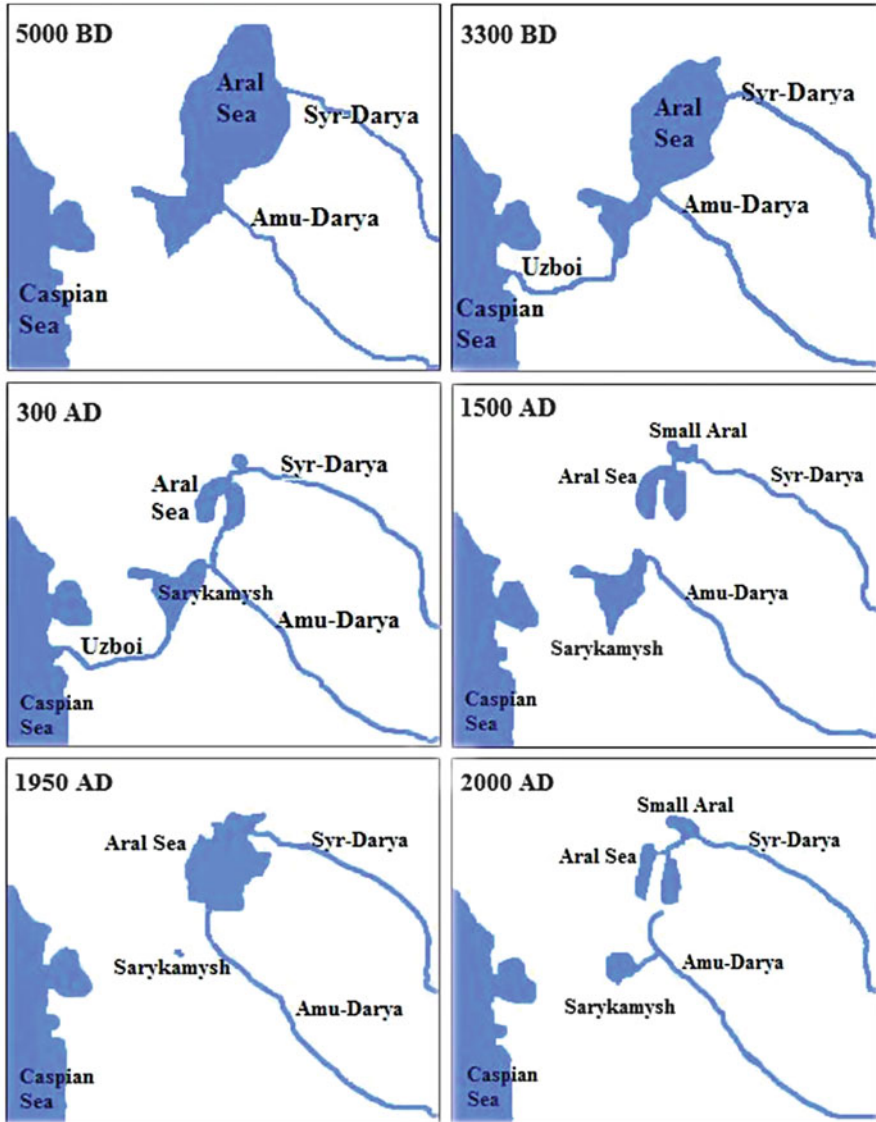 5000 BD
Aral
Sea
Syr-Darya
Amu-Darya
Caspian
Sea
3300 BD
Aral
Sea
Syr-Darya
Amu-Darya
Uzboi
Caspian
Sea
300 AD
Syr-Darya
Aral
Sea
Sarykamysh
Amu-Darya
Uzboi
Caspian
Sea
1500 AD
Small Aral
Aral Sea
Syr-Darya
Amu-Darya
Sarykamysh
Caspian
Sea
1950 AD
Aral Sea
Syr-Darya
Sarykamysh
Amu-Darya
Caspian
Sea
2000 AD
Small Aral
Syr-Darya
Aral Sea
Amu-Darya
Sarykamysh
Caspian
Sea